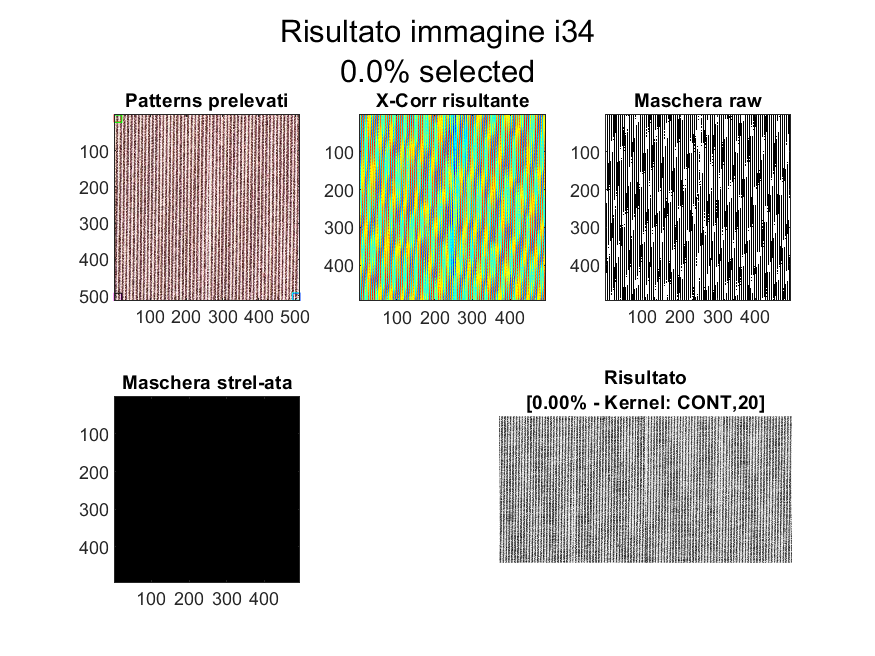 Risultato immagine i34
0.0% selected
Patterns prelevati
100
200
300
400
500
100 200 300 400 500
X-Corr risultante
100
200
300
400
100 200 300 400
Maschera raw
100
200
300
400
100 200 300 400
Maschera strel-ata
100
200
300
400
100 200 300 400
Risultato
[0.00% - Kernel: CONT,20]